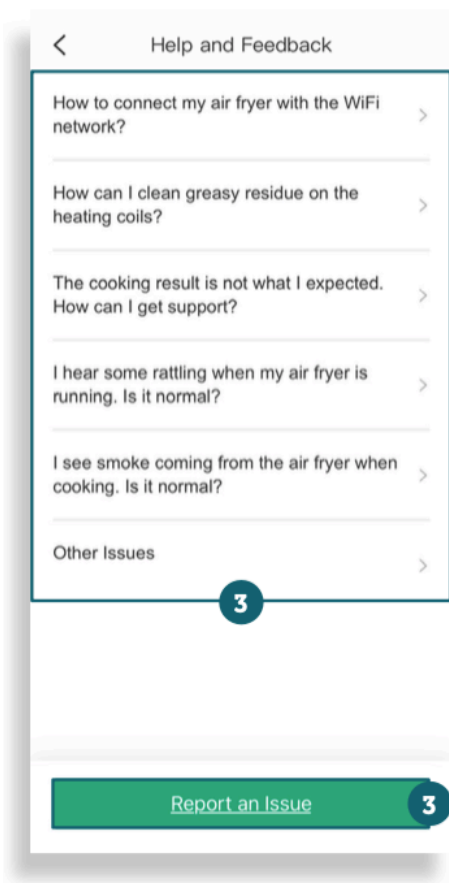 Help and Feedback
How to connect my air fryer with the WiFi
network?
How can I clean greasy residue on the
heating coils?
The cooking result is not what I expected.
How can I get support?
I hear some rattling when my air fryer is
running. Is it normal?
I see smoke coming from the air fryer when
cooking. Is it normal?
Other Issues
3
Report an Issue
3